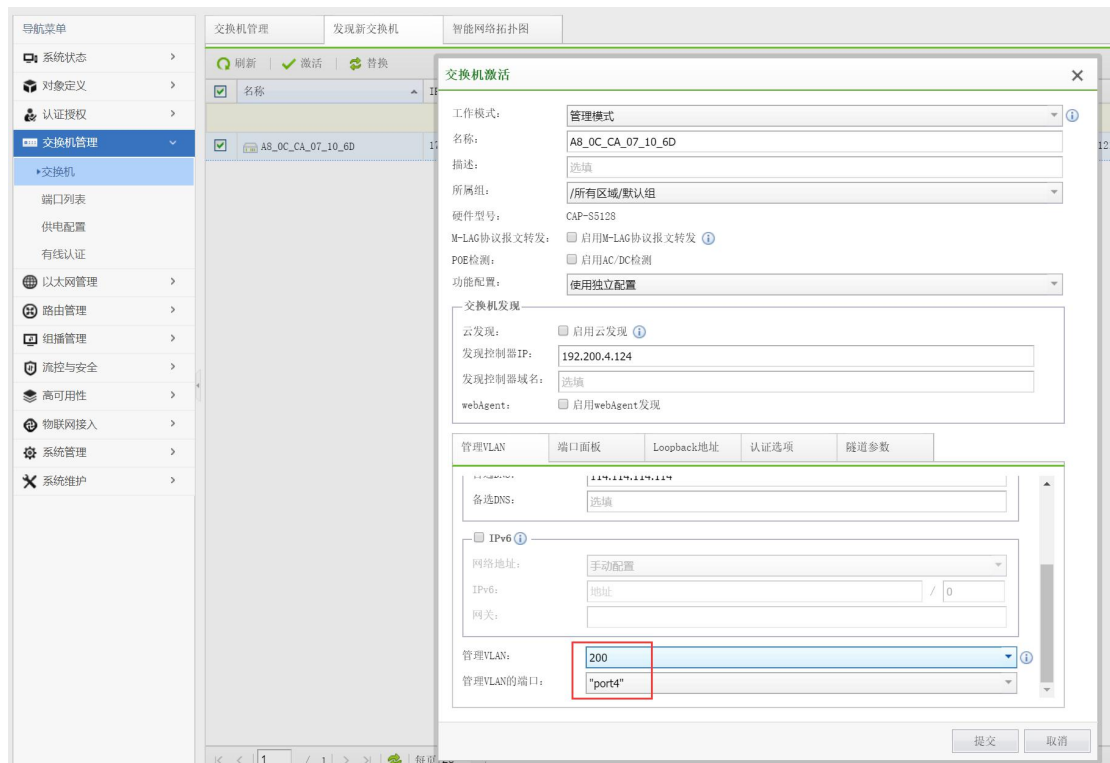 导航菜单
交换机管理 发现新交换机 智能网络拓扑图
系统状态
对象定义
认证授权
交换机管理
交换机
端口列表
供电配置
有线认证
以太网管理
路由管理
组播管理
流控与安全
高可用性
物联网接入
系统管理
系统维护
刷新 激活 替换
名称
A8_0C_CA_07_10_6D 17
12
交换机激活
工作模式: 管理模式
名称: A8_0C_CA_07_10_6D
描述: 选填
所属组: /所有区域/默认组
硬件型号: CAP-S5128
M-LAG协议报文转发: 启用M-LAG协议报文转发
POE检测: 启用AC/DC检测
功能配置: 使用独立配置
交换机发现
云发现: 启用云发现
发现控制器IP: 192.200.4.124
发现控制器域名: 选填
webAgent: 启用webAgent发现
管理VLAN 端口面板 Loopback地址 认证选项 隧道参数
114.114.114.114
备选DNS: 选填
IPv6
网络地址: 手动配置
IPv6: 地址 / 0
网关:
管理VLAN: 200
管理VLAN的端口: "port4"
提交 取消
1 / 1